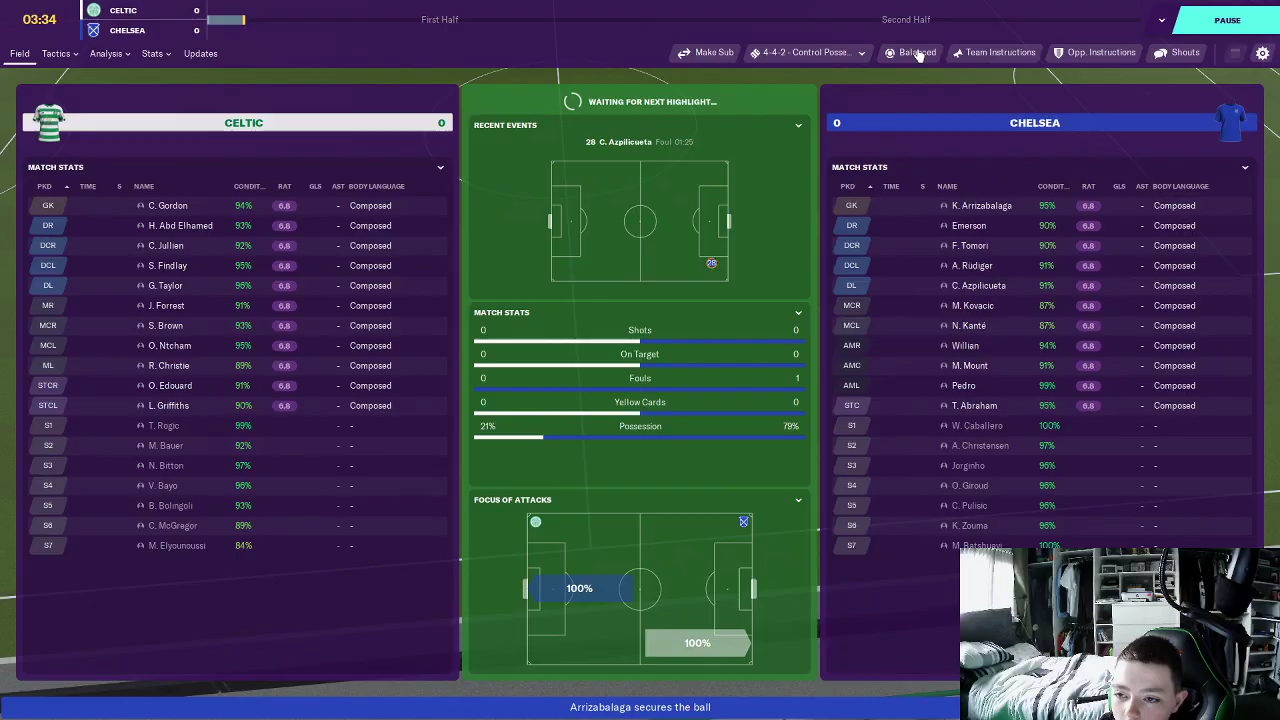 03:34
CELTIC 0
CHELSEA 0
First Half
Second Half
PAUSE
Field Tactics Analysis Stats Updates
Make Sub 4-4-2 - Control Posse... Balanced Team Instructions Opp. Instructions Shouts
CELTIC 0
MATCH STATS
PKD TIME S NAME CONDIT... RAT GLS AST BODY LANGUAGE
GK C. Gordon 94% 6.8 - Composed
DR H. Abd Elhamed 93% 6.8 - Composed
DCR C. Jullien 92% 6.8 - Composed
DCL S. Findlay 95% 6.8 - Composed
DL G. Taylor 96% 6.8 - Composed
MR J. Forrest 91% 6.8 - Composed
MCR S. Brown 93% 6.8 - Composed
MCL O. Ntcham 95% 6.8 - Composed
ML R. Christie 89% 6.8 - Composed
STCR O. Edouard 91% 6.8 - Composed
STCL L. Griffiths 90% 6.8 - Composed
S1 T. Rogic 99% - -
S2 M. Bauer 92% - -
S3 N. Bitton 97% - -
S4 V. Bayo 96% - -
S5 B. Bolingoli 93% - -
S6 C. McGregor 89% - -
S7 M. Elyounoussi 84% - -
WAITING FOR NEXT HIGHLIGHT...
RECENT EVENTS
28 C. Azpilicueta Foul 01:25
28
MATCH STATS
0 Shots 0
0 On Target 0
0 Fouls 1
0 Yellow Cards 0
21% Possession 79%
FOCUS OF ATTACKS
100%
100%
0 CHELSEA
MATCH STATS
PKD TIME S NAME CONDIT... RAT GLS AST BODY LANGUAGE
GK K. Arrizabalaga 95% 6.8 - Composed
DR Emerson 90% 6.8 - Composed
DCR F. Tomori 90% 6.8 - Composed
DCL A. Rüdiger 91% 6.8 - Composed
DL C. Azpilicueta 91% 6.8 - Composed
MCR M. Kovacic 87% 6.8 - Composed
MCL N. Kanté 87% 6.8 - Composed
AMR Willian 94% 6.8 - Composed
AMC M. Mount 91% 6.8 - Composed
AML Pedro 99% 6.8 - Composed
STC T. Abraham 95% 6.8 - Composed
S1 W. Caballero 100% - -
S2 A. Christensen 97% - -
S3 Jorginho 96% - -
S4 O. Giroud 96% - -
S5 C. Pulisic 96% - -
S6 K. Zouma 96% - -
S7 M. Batshuayi 100% - -
Arrizabalaga secures the ball